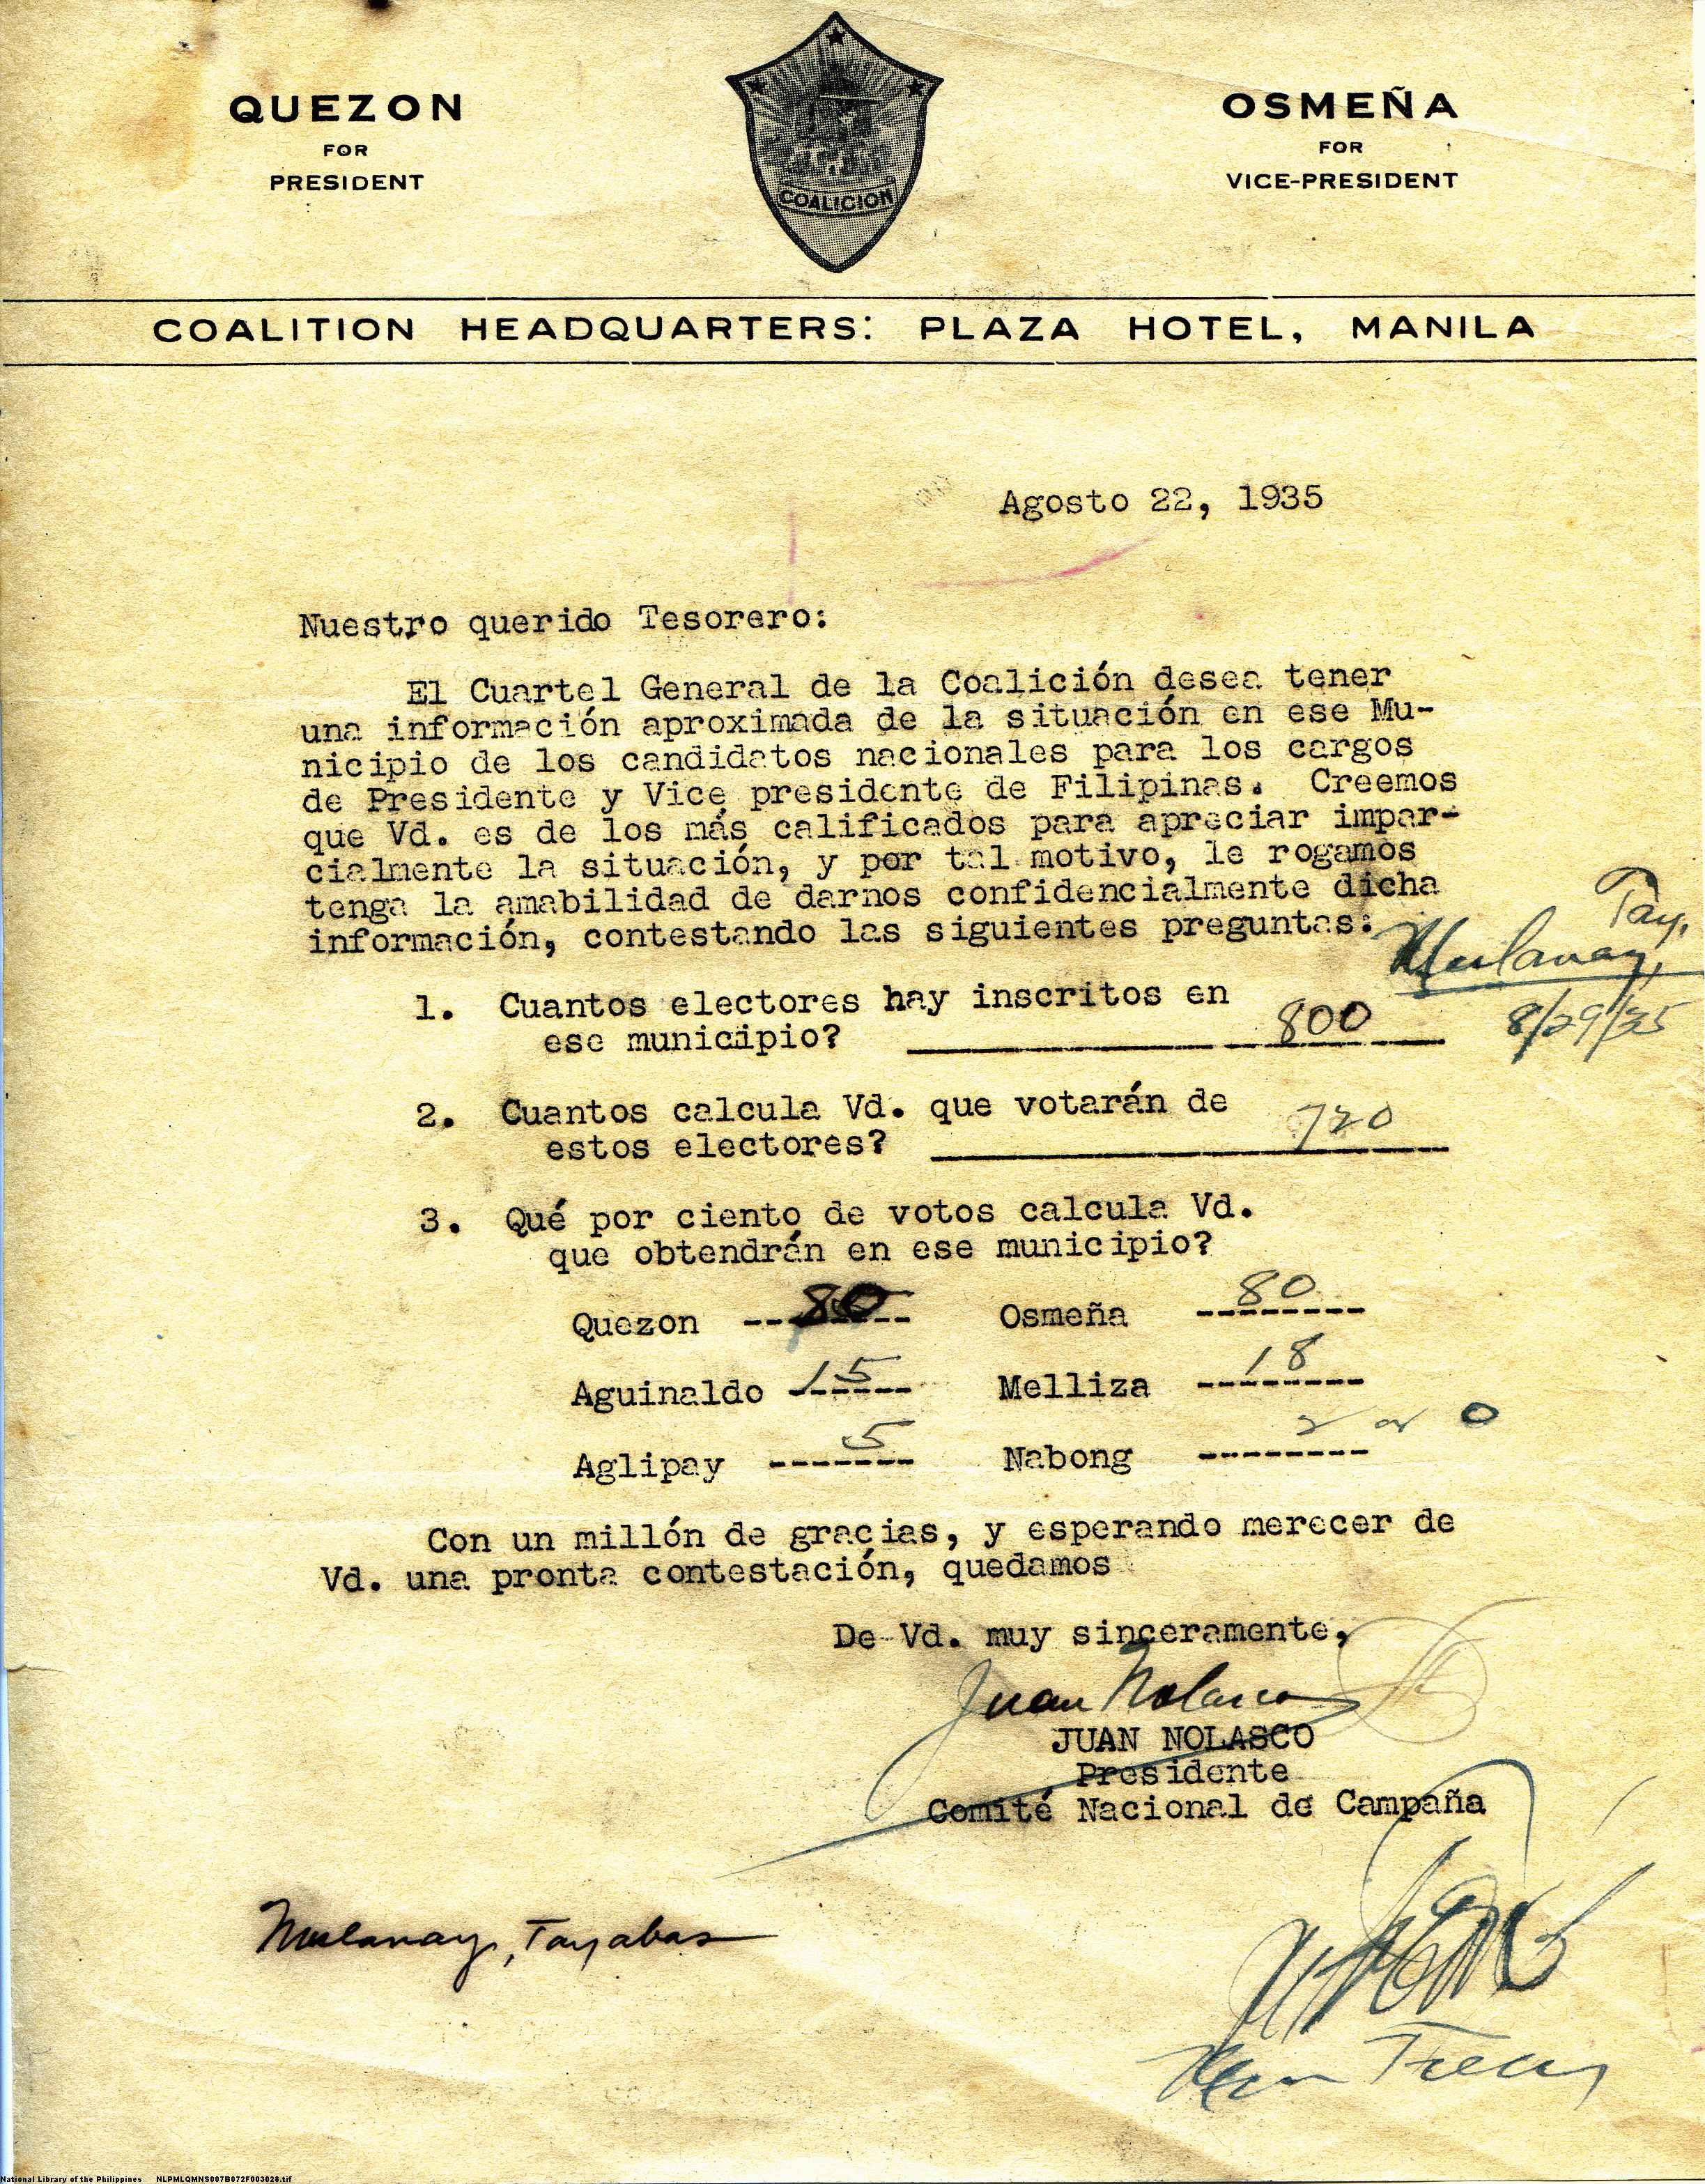 QUEZON
FOR
PRESIDENT
COALICION
OSMEÑA
FOR
VICE-PRESIDENT
COALITION HEADQUARTERS: PLAZA HOTEL, MANILA
Agosto 22, 1935
Nuestro querido Tesorero:
El Cuartel General de la Coalición desea tener
una información aproximada de la situación en ese Mu-
nicipio de los candidatos nacionales para los cargos
de Presidente y Vice presidente de Filipinas. Creemos
que Vd. es de los más calificados para apreciar impar-
cialmente la situación, y por tal motivo, le rogamos
tenga la amabilidad de darnos confidencialmente dicha
información, contestando las siguientes preguntas:
Tay,
Mulanay,
8/29/35
1. Cuantos electores hay inscritos en
ese municipio? 800
2. Cuantos calcula Vd. que votarán de
estos electores? 720
3. Qué por ciento de votos calcula Vd.
que obtendrán en ese municipio?
Quezon 80 Osmeña 80
Aguinaldo 15 Melliza 18
Aglipay 5 Nabong 2 or 0
Con un millón de gracias, y esperando merecer de
Vd. una pronta contestación, quedamos
De Vd. muy sinceramente,
Juan Nolasco
JUAN NOLASCO
Presidente
Comité Nacional de Campaña
Mulanay, Tayabas
National Library of the Philippines NLPMLQMNS007B072F003028.tif